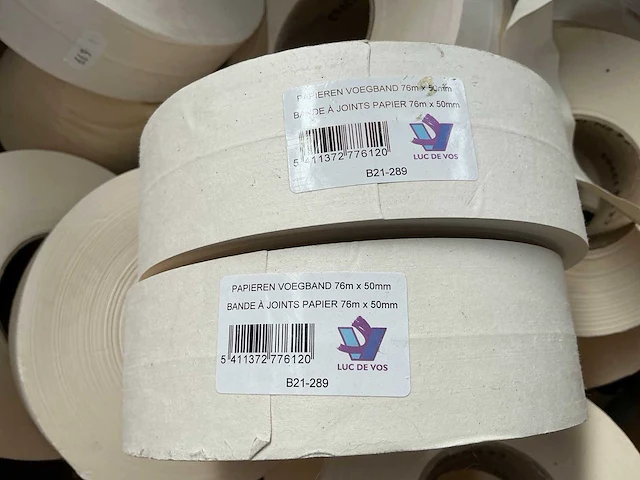 PAPIEREN VOEGBAND 76m x 50mm
BANDE À JOINTS PAPIER 76m x 50mm
5 411372 776120
LUC DE VOS
B21-289
PAPIEREN VOEGBAND 76m x 50mm
BANDE À JOINTS PAPIER 76m x 50mm
5 411372 776120
LUC DE VOS
B21-289